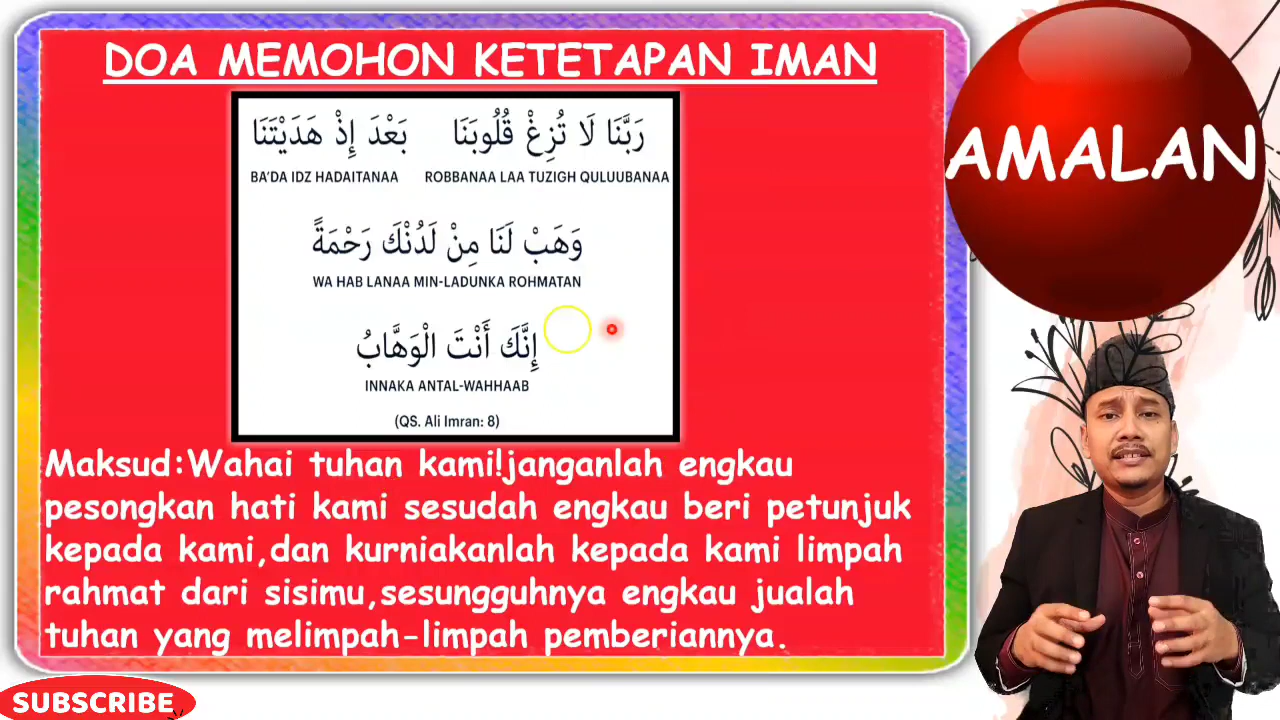 DOA MEMOHON KETETAPAN IMAN
رَبَّنَا لَا تُزِغْ قُلُوبَنَا بَعْدَ إِذْ هَدَيْتَنَا
BA'DA IDZ HADAITANAA ROBBANAA LAA TUZIGH QULUUBANAA
وَهَبْ لَنَا مِنْ لَدُنْكَ رَحْمَةً
WA HAB LANAA MIN-LADUNKA ROHMATAN
إِنَّكَ أَنْتَ الْوَهَّابُ
INNAKA ANTAL-WAHHAAB
(QS. Ali Imran: 8)
Maksud:Wahai tuhan kami!janganlah engkau
pesongkan hati kami sesudah engkau beri petunjuk
kepada kami,dan kurniakanlah kepada kami limpah
rahmat dari sisimu,sesungguhnya engkau jualah
tuhan yang melimpah-limpah pemberiannya.
AMALAN
SUBSCRIBE